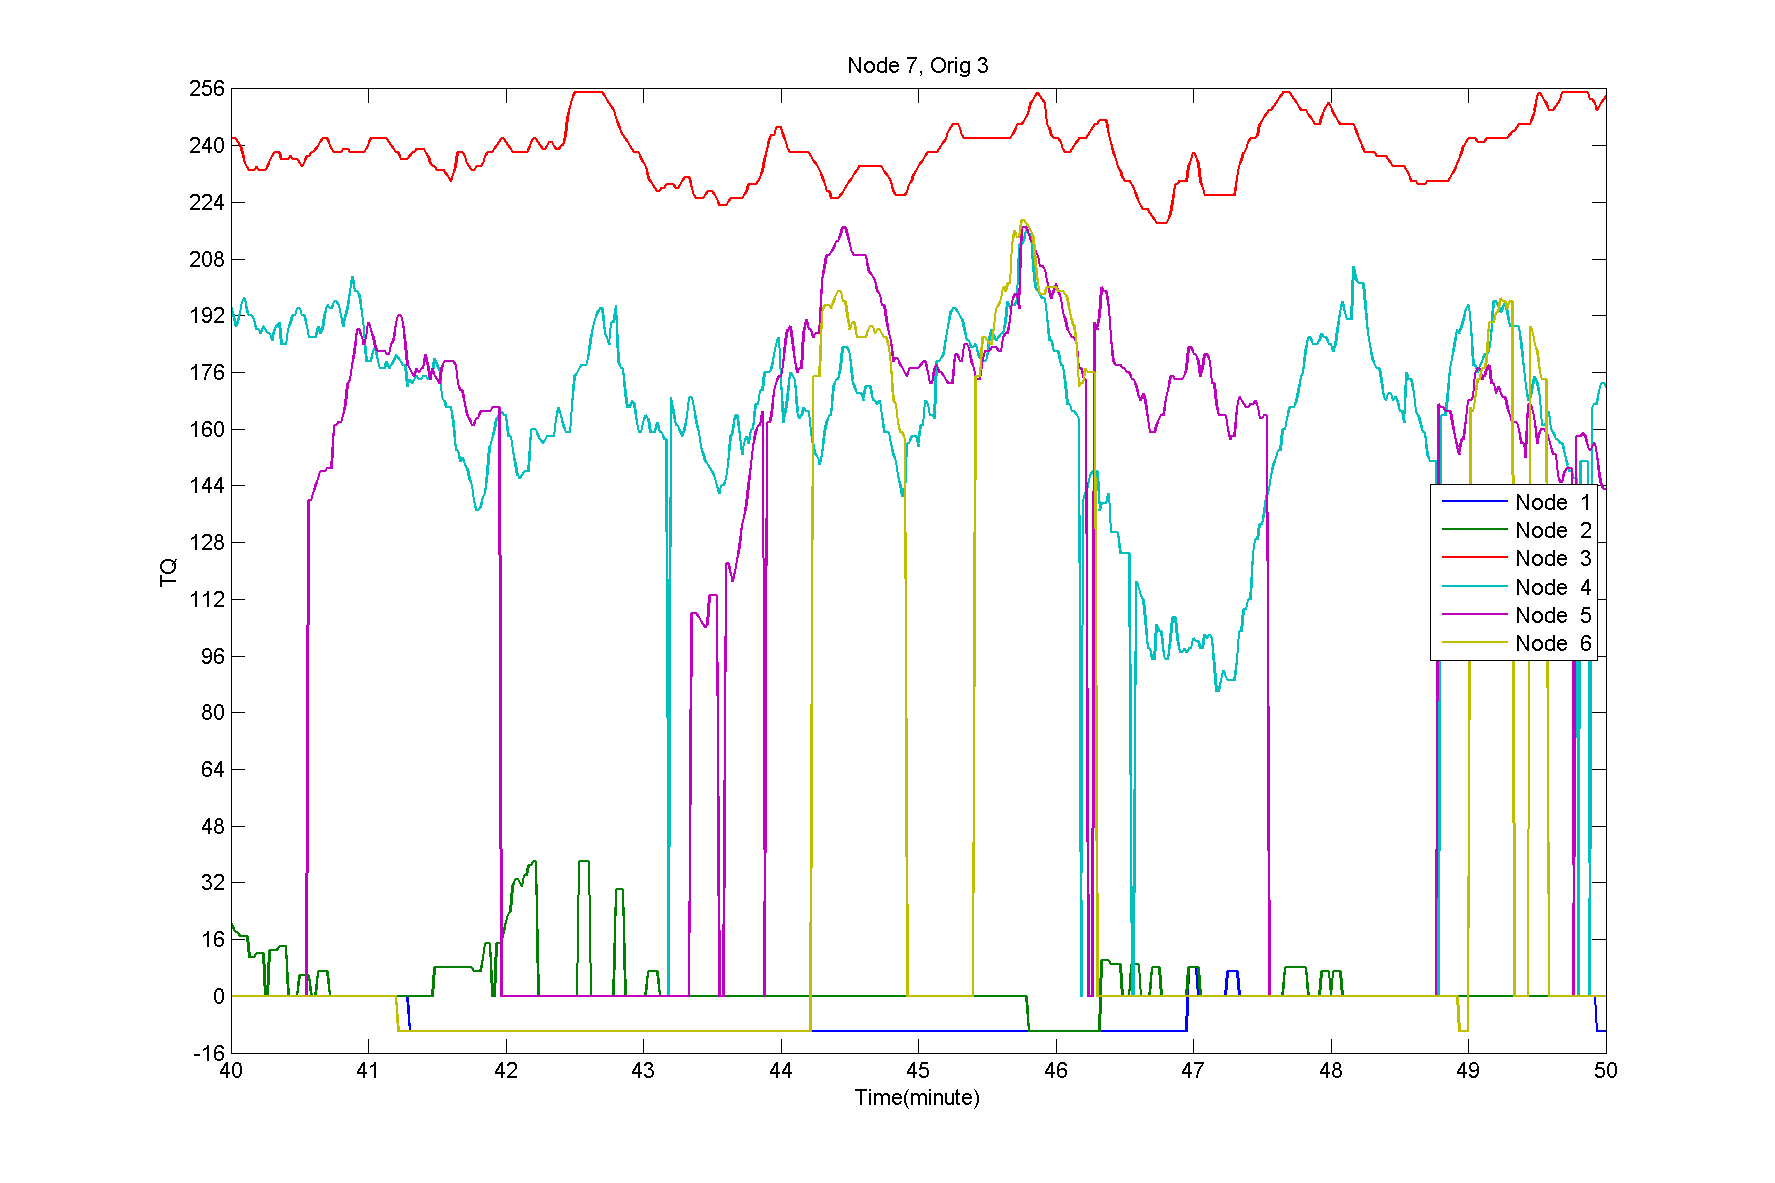 Node 7, Orig 3
256
240
224
208
192
176
160
144
128
112
96
80
64
48
32
16
0
-16
TQ
Node 1
Node 2
Node 3
Node 4
Node 5
Node 6
40 41 42 43 44 45 46 47 48 49 50
Time(minute)